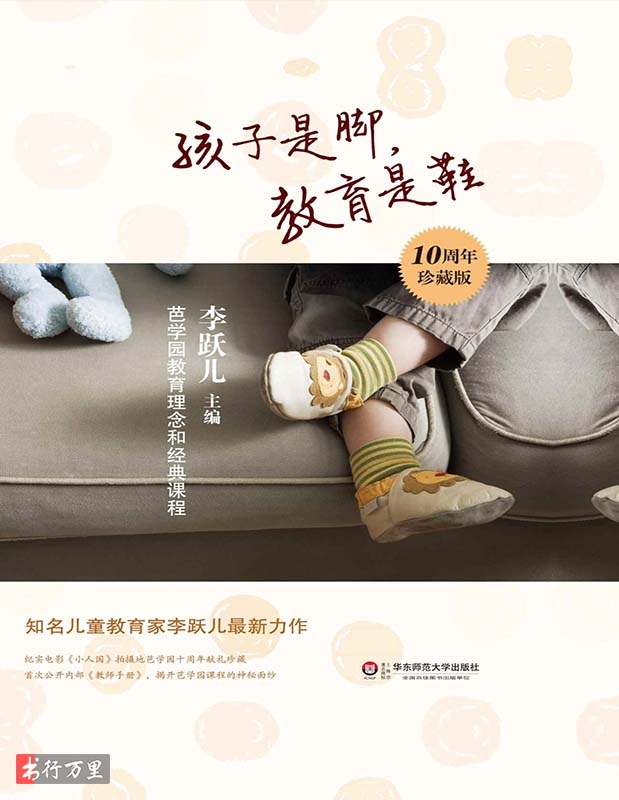 孩子是脚，
教育是鞋
10周年
珍藏版
李跃儿 主编
芭学园教育理念和经典课程
知名儿童教育家李跃儿最新力作
纪实电影《小人国》拍摄地芭学园十周年献礼珍藏
首次公开内部《教师手册》，揭开芭学园课程的神秘面纱
华东师范大学出版社
全国百佳图书出版单位
书行万里